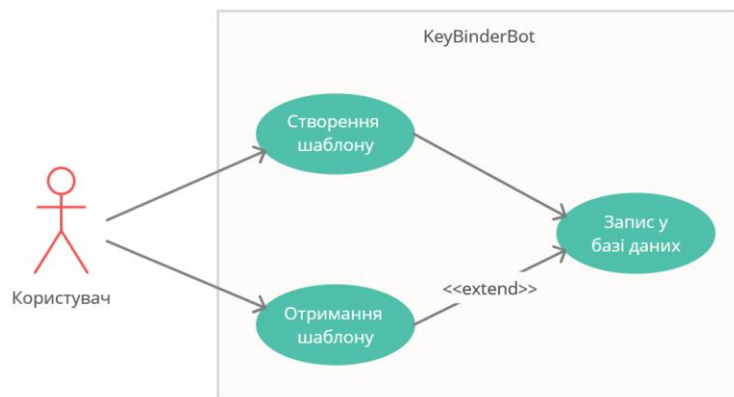 KeyBinderBot
Створення
шаблону
Запис у
базі даних
<<extend>>
Користувач
Отримання
шаблону